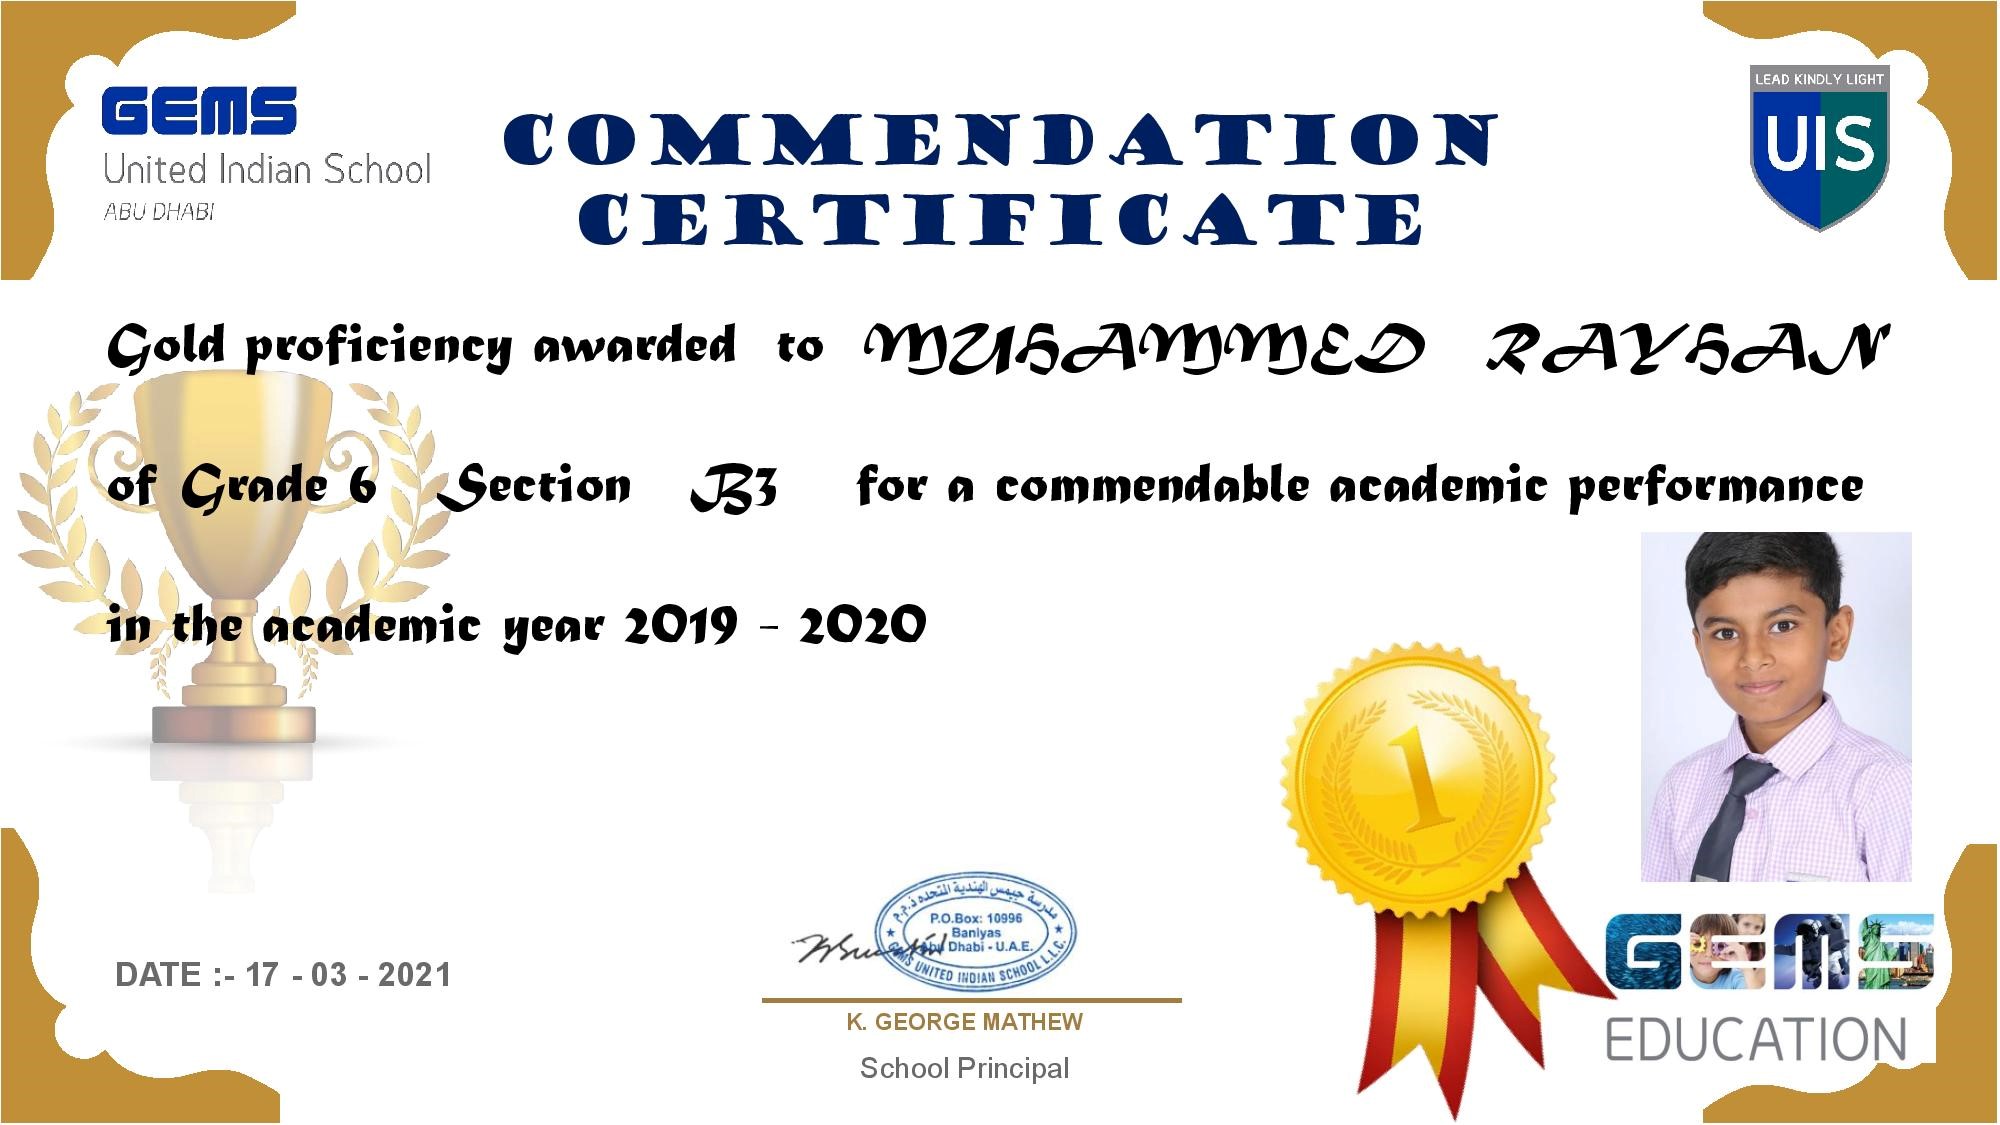 GEMS
United Indian School
ABU DHABI
COMMENDATION
CERTIFICATE
LEAD KINDLY LIGHT
UIS
Gold proficiency awarded to MUHAMMED RAYHAN
of Grade 6 Section B3 for a commendable academic performance
in the academic year 2019 - 2020
1
مدرسة جيمس الهندية المتحدة ذ.م.م.
P.O.Box: 10996
Baniyas
Abu Dhabi - U.A.E.
GEMS UNITED INDIAN SCHOOL L.L.C.
DATE :- 17 - 03 - 2021
K. GEORGE MATHEW
School Principal
GEMS
EDUCATION